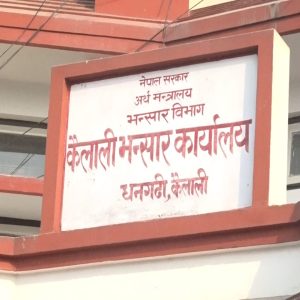 नेपाल सरकार
अर्थ मन्त्रालय
भन्सार विभाग
कैलाली भन्सार कार्यालय
धनगढी, कैलाली